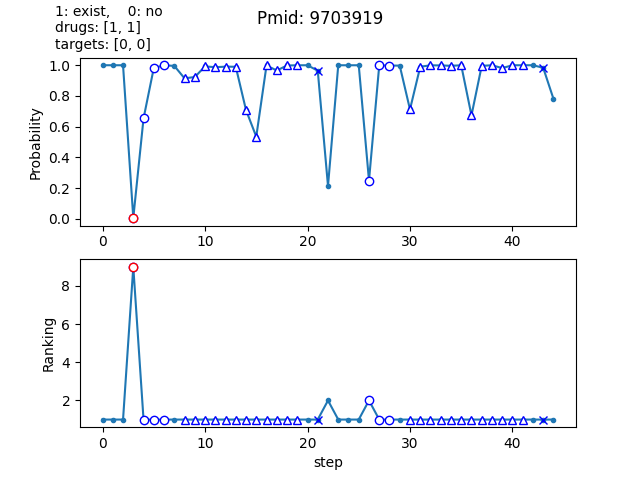 1: exist,    0: no
drugs: [1, 1]
targets: [0, 0]
Pmid: 9703919
1.0
0.8
0.6
0.4
0.2
0.0
Probability
0 10 20 30 40
8
6
4
2
Ranking
0 10 20 30 40
step